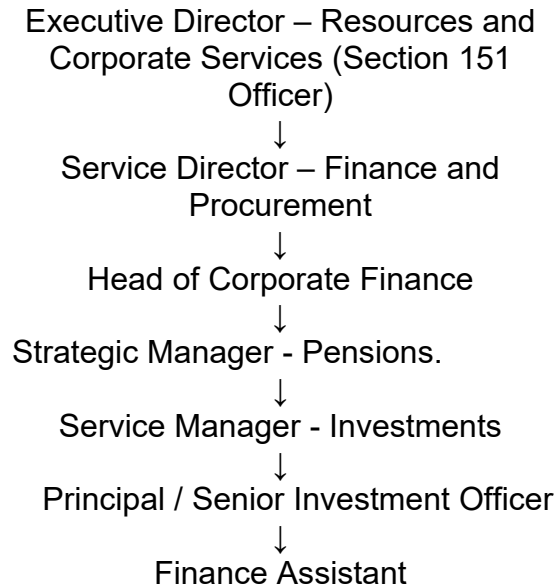 Executive Director – Resources and
Corporate Services (Section 151
Officer)
↓
Service Director – Finance and
Procurement
↓
Head of Corporate Finance
↓
Strategic Manager - Pensions.
↓
Service Manager - Investments
↓
Principal / Senior Investment Officer
↓
Finance Assistant